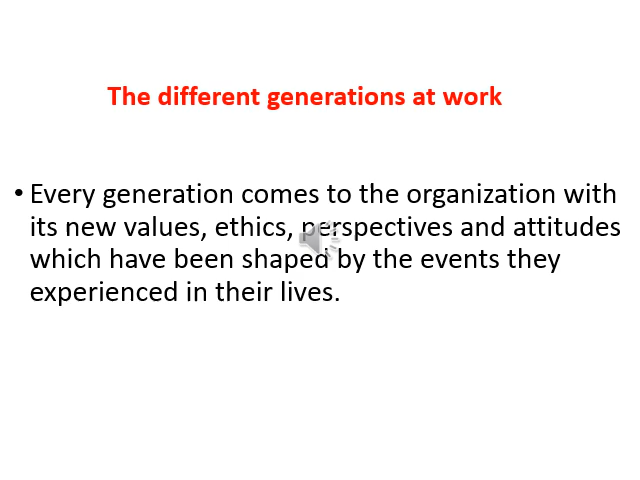 The different generations at work
• Every generation comes to the organization with
its new values, ethics, perspectives and attitudes
which have been shaped by the events they
experienced in their lives.